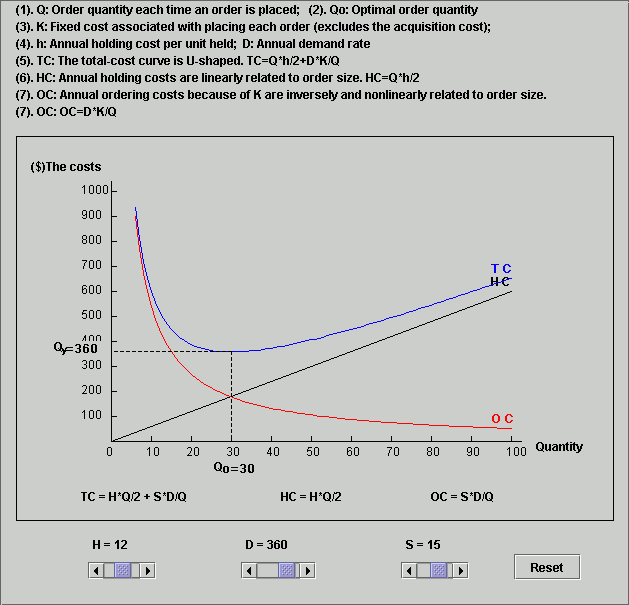 (1). Q: Order quantity each time an order is placed; (2). Qo: Optimal order quantity
(3). K: Fixed cost associated with placing each order (excludes the acquisition cost);
(4). h: Annual holding cost per unit held; D: Annual demand rate
(5). TC: The total-cost curve is U-shaped. TC=Q*h/2+D*K/Q
(6). HC: Annual holding costs are linearly related to order size. HC=Q*h/2
(7). OC: Annual ordering costs because of K are inversely and nonlinearly related to order size.
(7). OC: OC=D*K/Q
($)The costs
1000
900
800
700
T C
H C
600
500
400
Qy=360
300
200
100
O C
0 10 20 30 40 50 60 70 80 90 100 Quantity
Qo=30
TC = H*Q/2 + S*D/Q HC = H*Q/2 OC = S*D/Q
H = 12 D = 360 S = 15
Reset